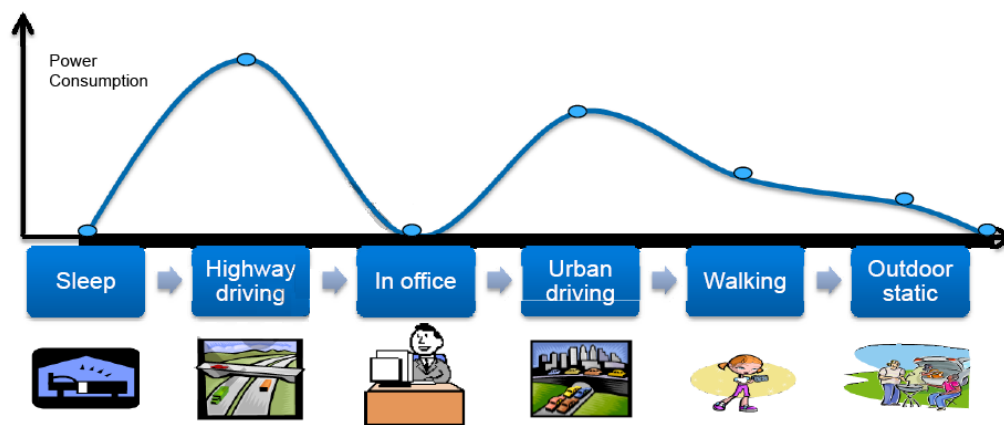 Power
Consumption
Sleep
Highway
driving
In office
Urban
driving
Walking
Outdoor
static